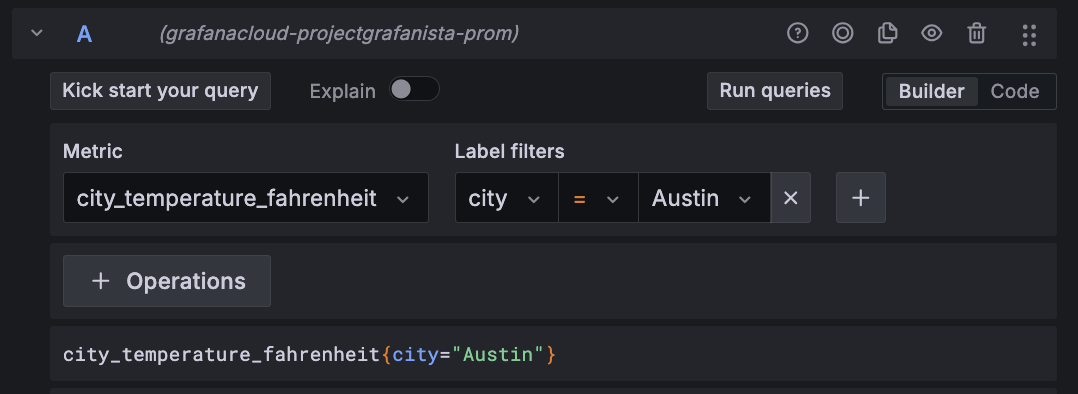 A (grafanacloud-projectgrafanista-prom)
Kick start your query Explain Run queries Builder Code
Metric Label filters
city_temperature_fahrenheit city = Austin
+ Operations
city_temperature_fahrenheit{city="Austin"}